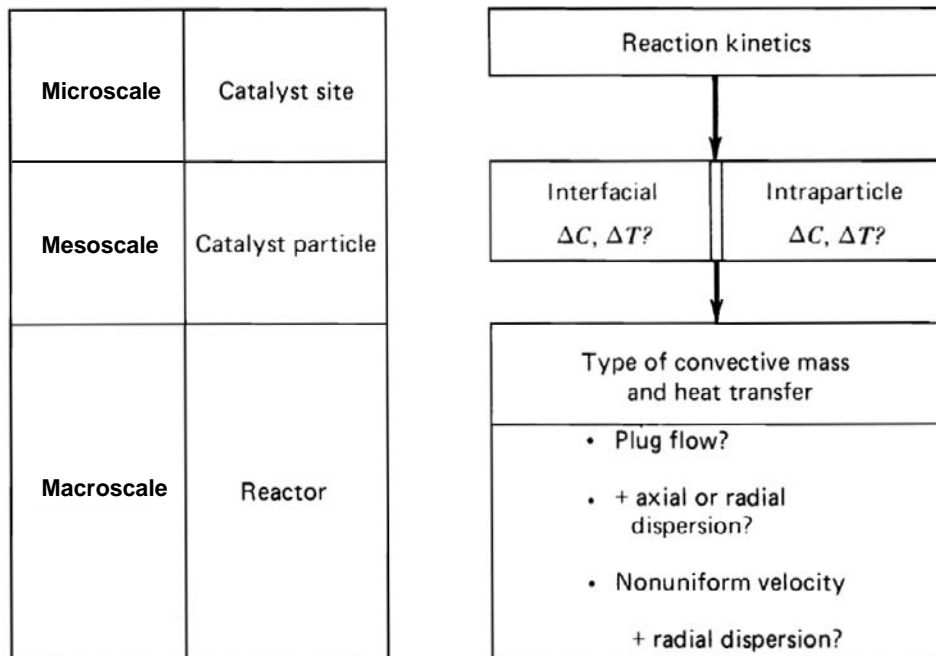 Microscale
Catalyst site
Reaction kinetics
Mesoscale
Catalyst particle
Interfacial
ΔC, ΔT?
Intraparticle
ΔC, ΔT?
Macroscale
Reactor
Type of convective mass
and heat transfer
• Plug flow?
• + axial or radial
dispersion?
• Nonuniform velocity
+ radial dispersion?